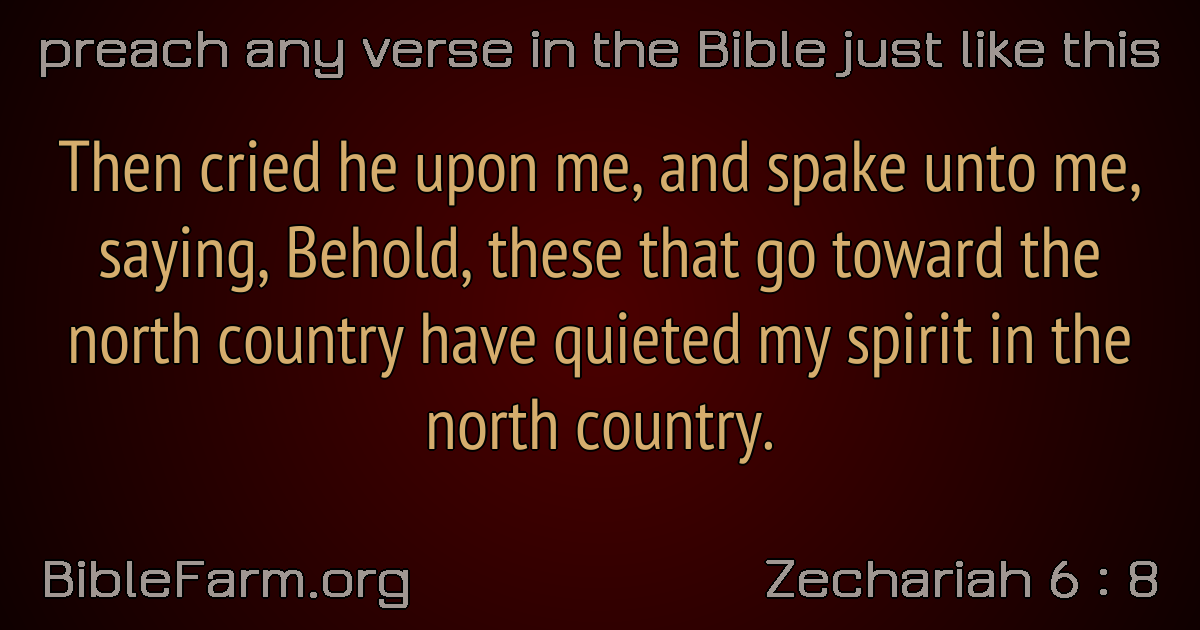 preach any verse in the Bible just like this
Then cried he upon me, and spake unto me,
saying, Behold, these that go toward the
north country have quieted my spirit in the
north country.
BibleFarm.org
Zechariah 6 : 8